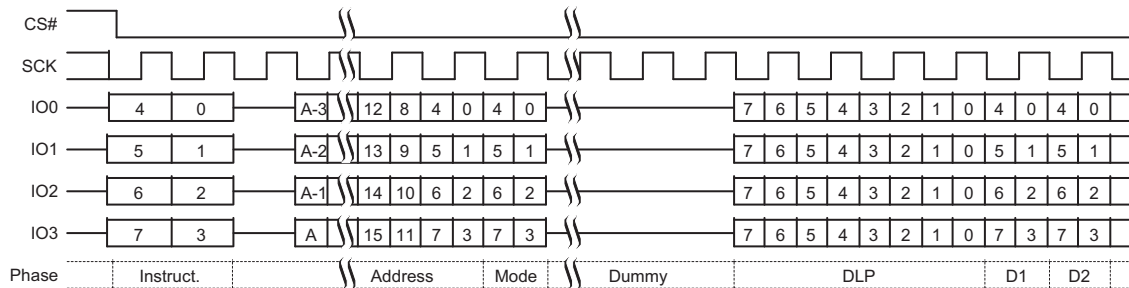 CS#
SCK
IO0 4 0 A-3 12 8 4 0 4 0 7 6 5 4 3 2 1 0 4 0 4 0
IO1 5 1 A-2 13 9 5 1 5 1 7 6 5 4 3 2 1 0 5 1 5 1
IO2 6 2 A-1 14 10 6 2 6 2 7 6 5 4 3 2 1 0 6 2 6 2
IO3 7 3 A 15 11 7 3 7 3 7 6 5 4 3 2 1 0 7 3 7 3
Phase Instruct. Address Mode Dummy DLP D1 D2